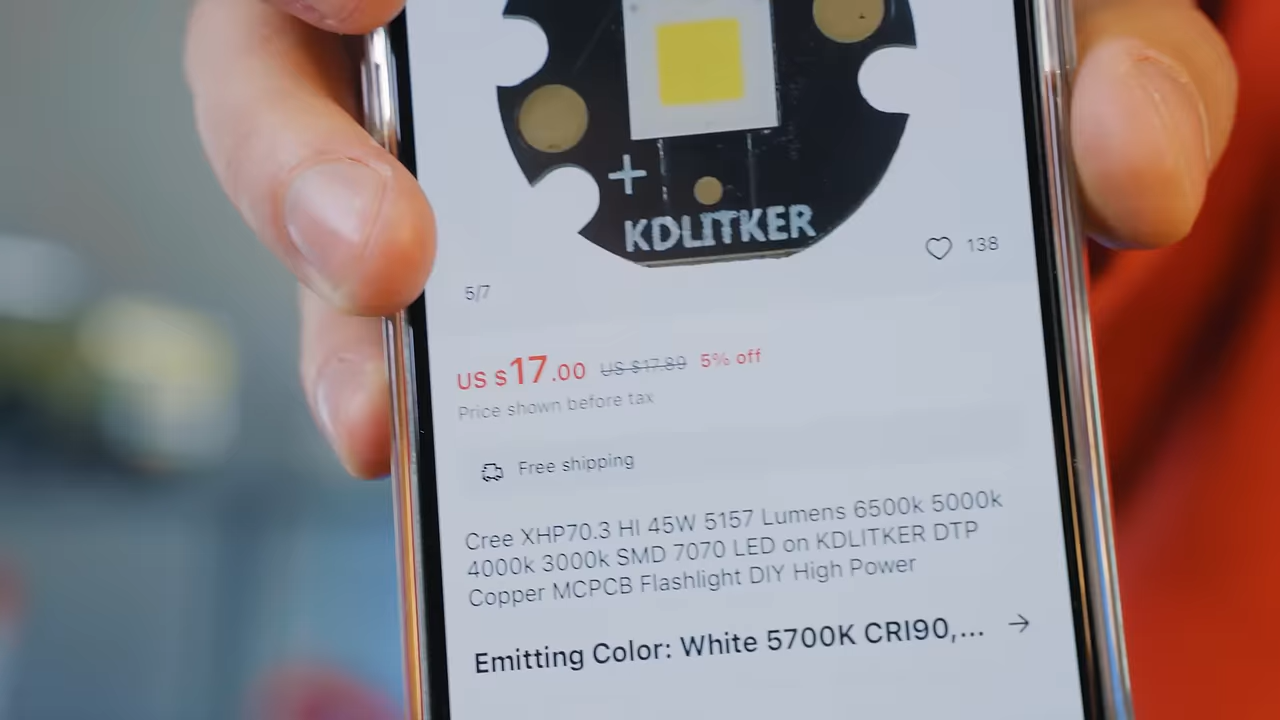 +
KDLITKER
138
5/7
US $17.00 US $17.89 5% off
Price shown before tax
Free shipping
Cree XHP70.3 HI 45W 5157 Lumens 6500k 5000k
4000k 3000k SMD 7070 LED on KDLITKER DTP
Copper MCPCB Flashlight DIY High Power
Emitting Color: White 5700K CRI90,... →